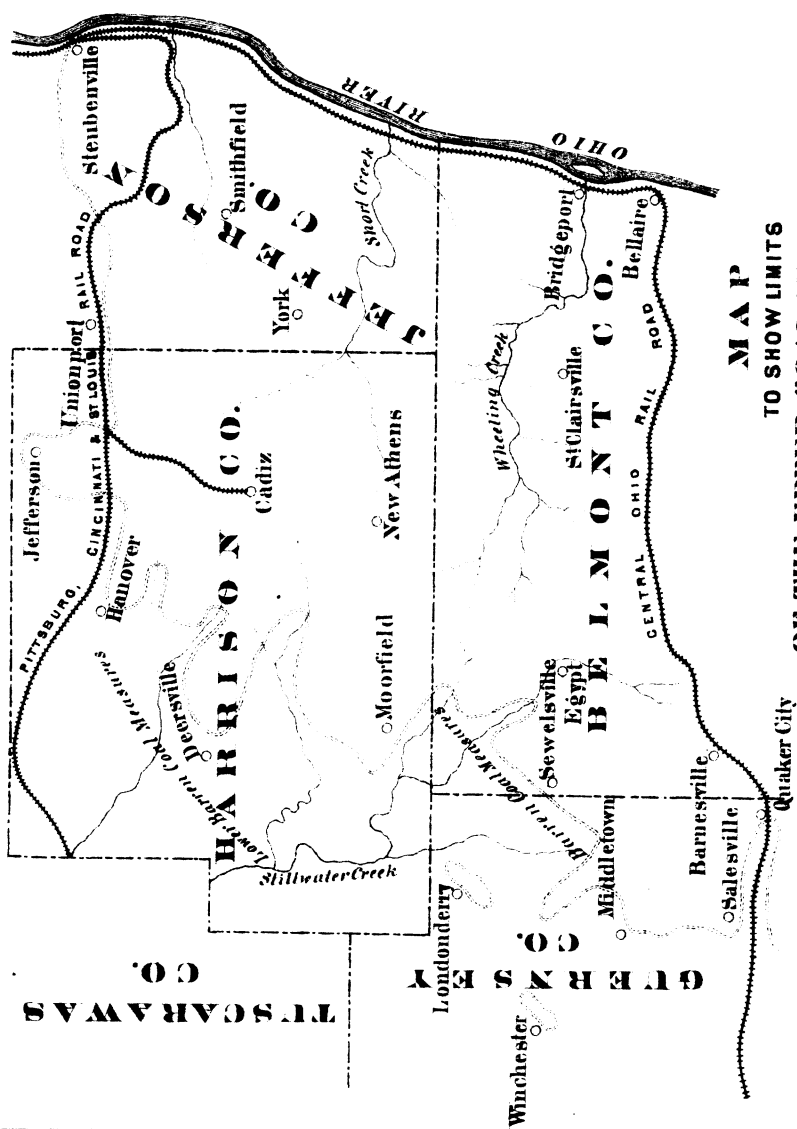 Steubenville
RAIL ROAD
Unionport
Smithfield
JEFFERSON
CO.
York
Short Creek
OHIO RIVER
PITTSBURG,
CINCINNATI & ST LOUIS
Jefferson
Hanover
Cadiz
HARRISON CO.
New Athens
Moorfield
Deersville
Lower Barren Coal Measures
Stillwater Creek
TUSCARAWAS
CO.
Bridgeport
Bellaire
Wheeling Creek
St Clairsville
BELMONT CO.
CENTRAL OHIO RAIL ROAD
Egypt
Sewelsville
Barren Coal Measures
Barnesville
Quaker City
Salesville
Middletown
Londonderry
GUERNSEY
CO.
Winchester
MAP
TO SHOW LIMITS